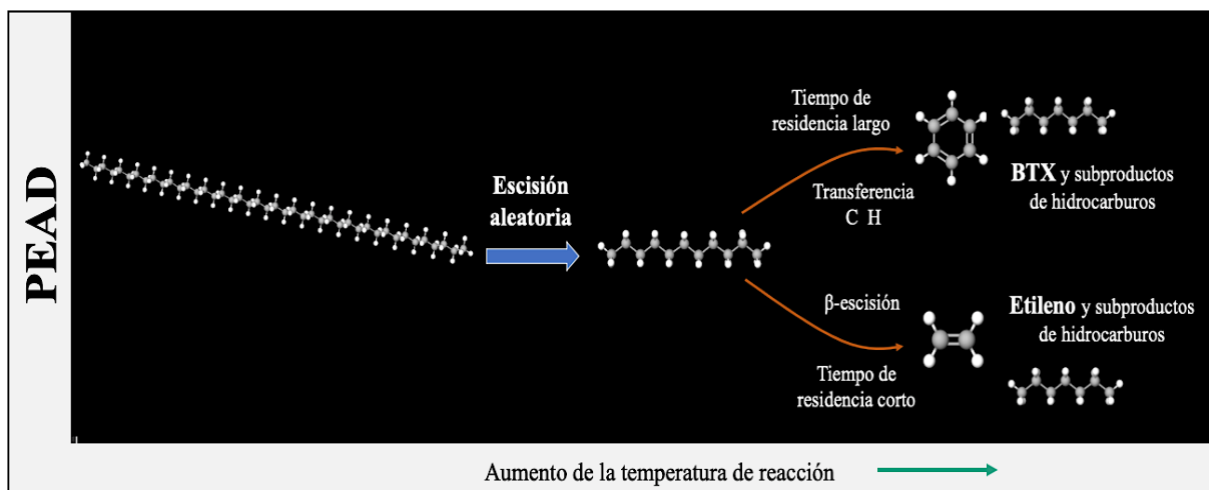 PEAD
Escisión
aleatoria
Tiempo de
residencia largo
Transferencia
C H
BTX y subproductos
de hidrocarburos
β-escisión
Tiempo de
residencia corto
Etileno y subproductos
de hidrocarburos
Aumento de la temperatura de reacción